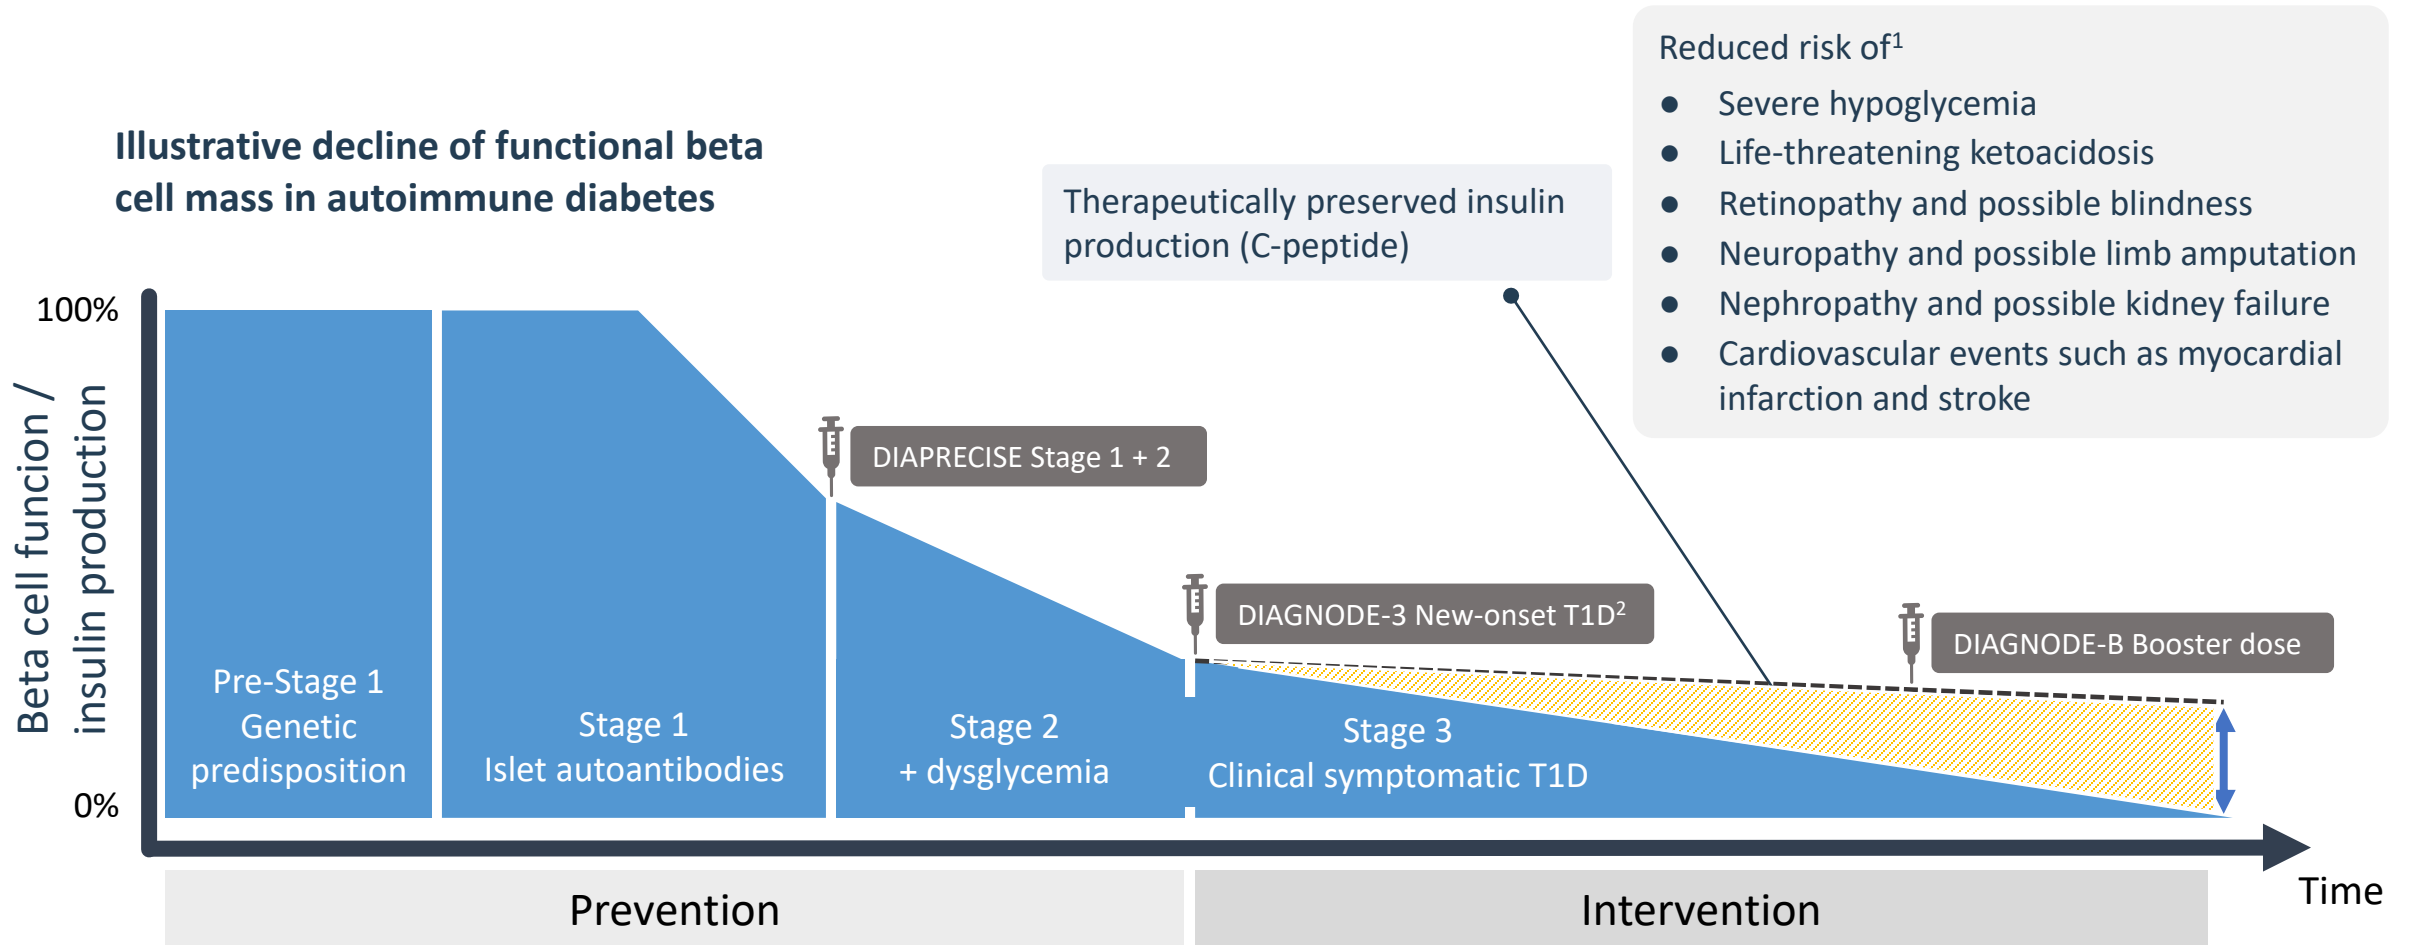 Illustrative decline of functional beta
cell mass in autoimmune diabetes
Reduced risk of¹
● Severe hypoglycemia
● Life-threatening ketoacidosis
● Retinopathy and possible blindness
● Neuropathy and possible limb amputation
● Nephropathy and possible kidney failure
● Cardiovascular events such as myocardial
infarction and stroke
Therapeutically preserved insulin
production (C-peptide)
100%
0%
Beta cell funcion /
insulin production
DIAPRECISE Stage 1 + 2
DIAGNODE-3 New-onset T1D²
DIAGNODE-B Booster dose
Pre-Stage 1
Genetic
predisposition
Stage 1
Islet autoantibodies
Stage 2
+ dysglycemia
Stage 3
Clinical symptomatic T1D
Time
Prevention
Intervention